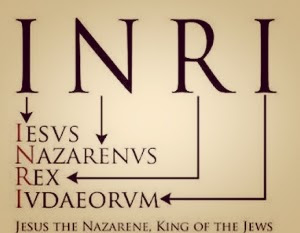 INRI
IESVS
NAZARENVS
REX
IVDAEORVM
JESUS THE NAZARENE, KING OF THE JEWS